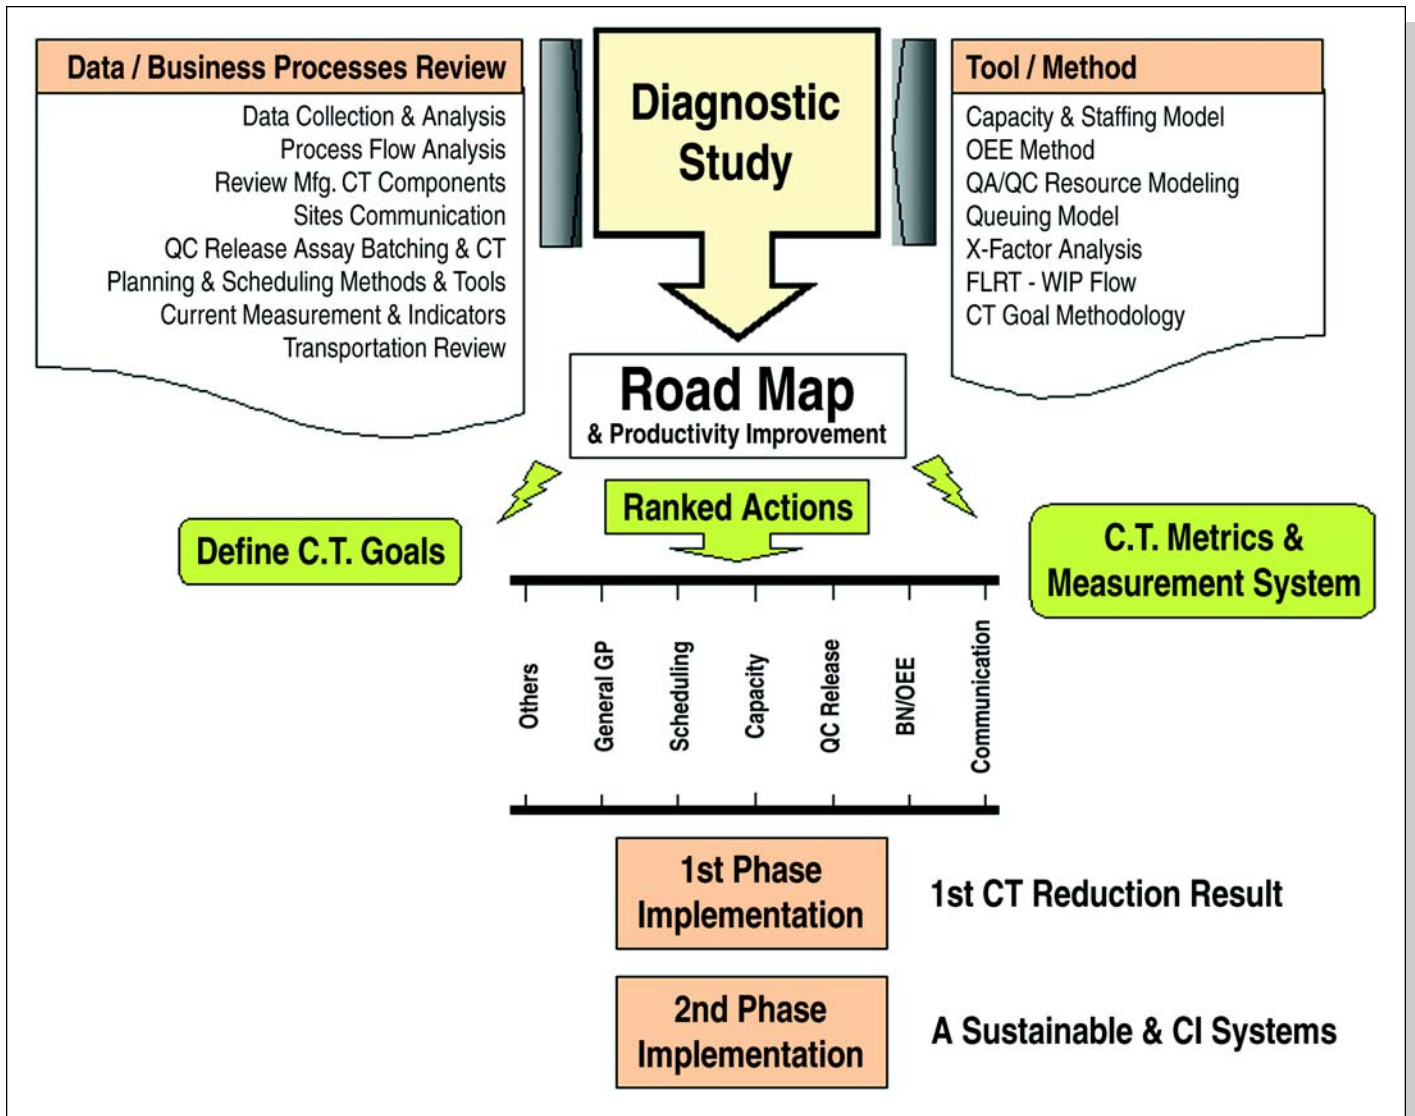 Data / Business Processes Review
Data Collection & Analysis
Process Flow Analysis
Review Mfg. CT Components
Sites Communication
QC Release Assay Batching & CT
Planning & Scheduling Methods & Tools
Current Measurement & Indicators
Transportation Review
Diagnostic
Study
Tool / Method
Capacity & Staffing Model
OEE Method
QA/QC Resource Modeling
Queuing Model
X-Factor Analysis
FLRT - WIP Flow
CT Goal Methodology
Road Map
& Productivity Improvement
Define C.T. Goals
Ranked Actions
C.T. Metrics &
Measurement System
Others
General GP
Scheduling
Capacity
QC Release
BN/OEE
Communication
1st Phase
Implementation
1st CT Reduction Result
2nd Phase
Implementation
A Sustainable & CI Systems